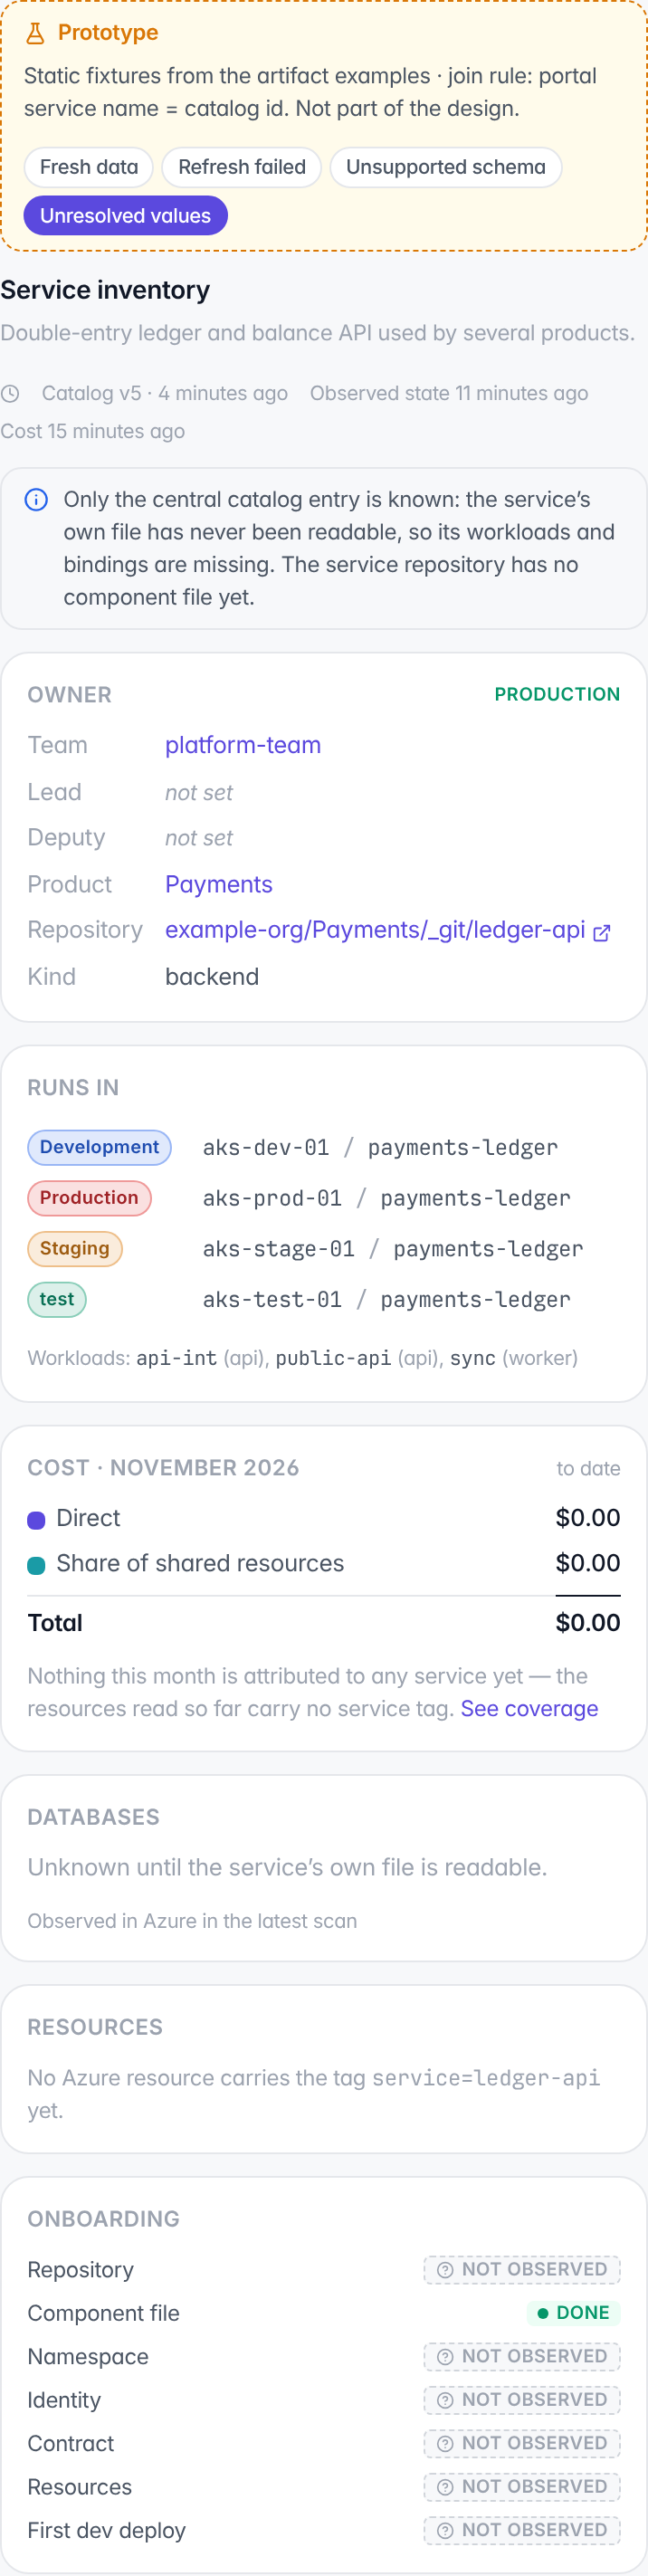 Prototype
Static fixtures from the artifact examples · join rule: portal
service name = catalog id. Not part of the design.
Fresh data Refresh failed Unsupported schema
Unresolved values
Service inventory
Double-entry ledger and balance API used by several products.
Catalog v5 · 4 minutes ago Observed state 11 minutes ago
Cost 15 minutes ago
Only the central catalog entry is known: the service’s
own file has never been readable, so its workloads and
bindings are missing. The service repository has no
component file yet.
OWNER PRODUCTION
Team platform-team
Lead not set
Deputy not set
Product Payments
Repository example-org/Payments/_git/ledger-api
Kind backend
RUNS IN
Development aks-dev-01 / payments-ledger
Production aks-prod-01 / payments-ledger
Staging aks-stage-01 / payments-ledger
test aks-test-01 / payments-ledger
Workloads: api-int (api), public-api (api), sync (worker)
COST · NOVEMBER 2026 to date
Direct $0.00
Share of shared resources $0.00
Total $0.00
Nothing this month is attributed to any service yet — the
resources read so far carry no service tag. See coverage
DATABASES
Unknown until the service’s own file is readable.
Observed in Azure in the latest scan
RESOURCES
No Azure resource carries the tag service=ledger-api
yet.
ONBOARDING
Repository NOT OBSERVED
Component file DONE
Namespace NOT OBSERVED
Identity NOT OBSERVED
Contract NOT OBSERVED
Resources NOT OBSERVED
First dev deploy NOT OBSERVED